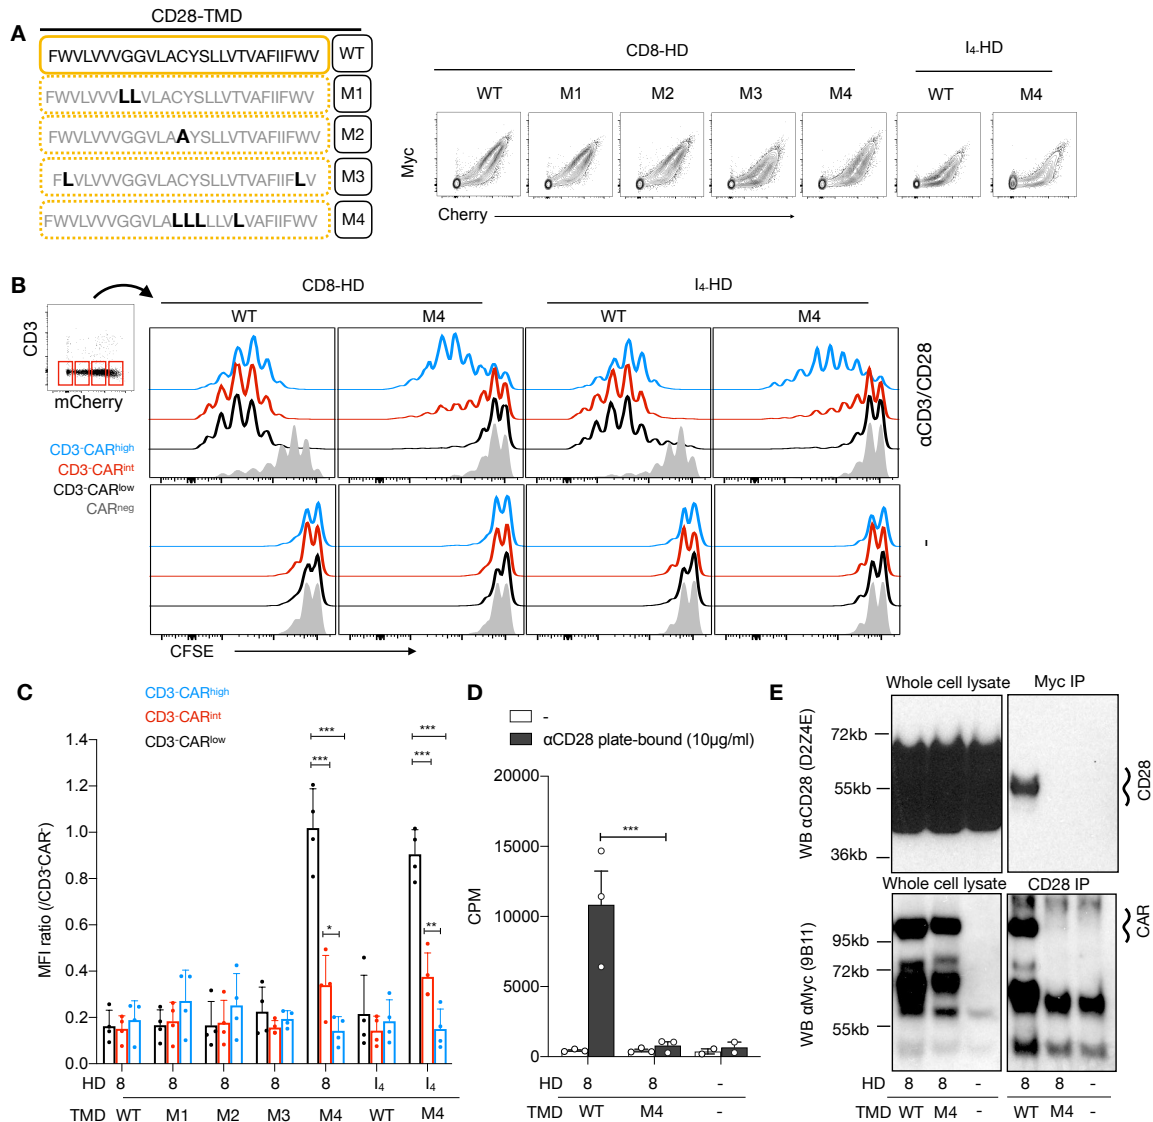 A
CD28-TMD
FWVLVVVGGVLACYSLLVTVAFIIFWV WT
FWVLVVVLLVLACYSLLVTVAFIIFWV M1
FWVLVVVGGVLAAYSLLVTVAFIIFWV M2
FLVLVVVGGVLACYSLLVTVAFIIFLV M3
FWVLVVVGGVLALLLLLVLVAFIIFWV M4
CD8-HD I4-HD
WT M1 M2 M3 M4 WT M4
Myc
Cherry
B
CD8-HD I4-HD
WT M4 WT M4
CD3
mCherry
CD3-CARhigh
CD3-CARint
CD3-CARlow
CARneg
αCD3/CD28
-
CFSE
C
CD3-CARhigh
CD3-CARint
CD3-CARlow
MFI ratio (/CD3-CAR-)
1.4
1.2
1.0
0.8
0.6
0.4
0.2
0.0
*** *** * *** *** **
HD 8 8 8 8 8 I4 I4
TMD WT M1 M2 M3 M4 WT M4
D
-
αCD28 plate-bound (10µg/ml)
CPM
20000
15000
10000
5000
0
***
HD 8 8 -
TMD WT M4 -
E
Whole cell lysate Myc IP
WB αCD28 (D2Z4E)
72kb
55kb
36kb
CD28
Whole cell lysate CD28 IP
WB αMyc (9B11)
95kb
72kb
55kb
CAR
HD 8 8 - 8 8 -
TMD WT M4 - WT M4 -